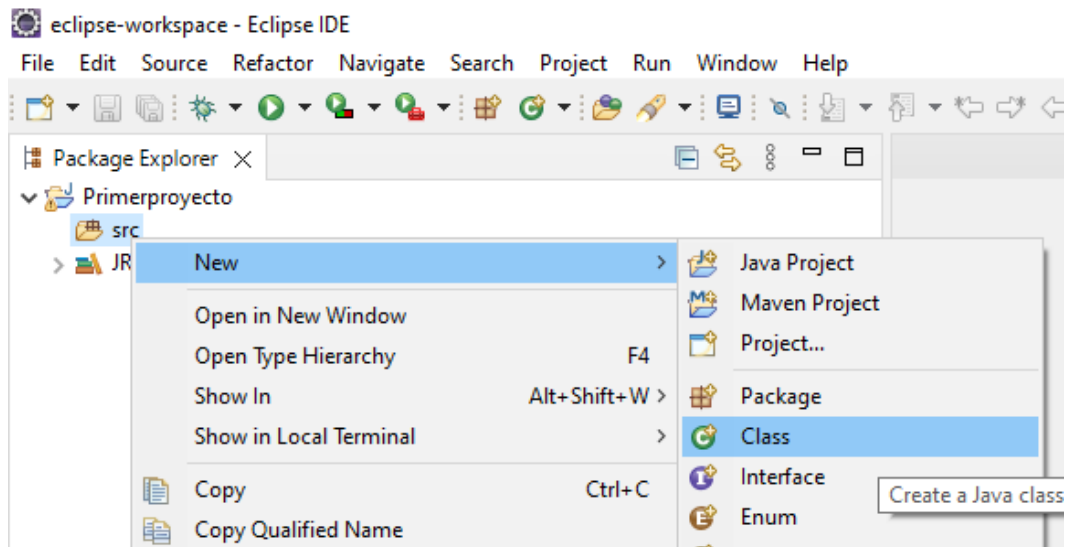 eclipse-workspace - Eclipse IDE
File Edit Source Refactor Navigate Search Project Run Window Help
Package Explorer
Primerproyecto
src
JR
New
Open in New Window
Open Type Hierarchy F4
Show In Alt+Shift+W >
Show in Local Terminal >
Copy Ctrl+C
Copy Qualified Name
Java Project
Maven Project
Project...
Package
Class
Interface
Enum
Create a Java class